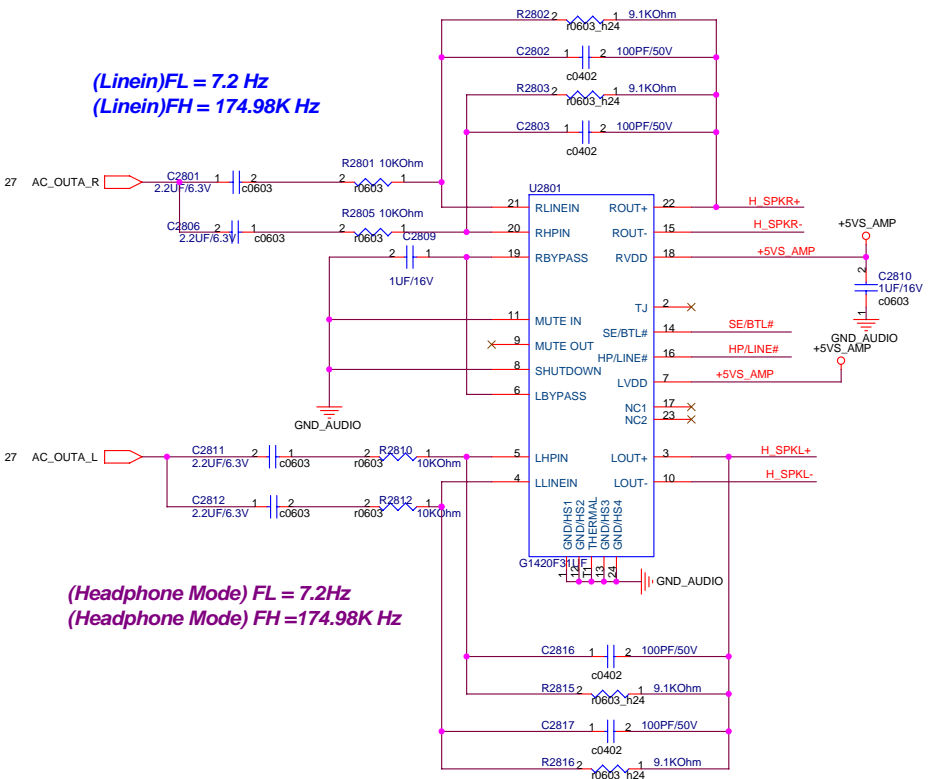 R2802 2 1 9.1KOhm
r0603_h24
C2802 1 2 100PF/50V
c0402
R2803 2 1 9.1KOhm
r0603_h24
C2803 1 2 100PF/50V
c0402
(Linein)FL = 7.2 Hz
(Linein)FH = 174.98K Hz
27 AC_OUTA_R
C2801 1 2
2.2UF/6.3V c0603
R2801 10KOhm
2 1
r0603
C2806 2 1
2.2UF/6.3V c0603
R2805 10KOhm
2 1
r0603
C2809
2 1
1UF/16V
U2801
21 RLINEIN ROUT+ 22 H_SPKR+
20 RHPIN ROUT- 15 H_SPKR-
19 RBYPASS RVDD 18 +5VS_AMP
+5VS_AMP
2 C2810
1UF/16V
1 c0603
GND_AUDIO
TJ 2
11 MUTE IN SE/BTL# 14 SE/BTL#
9 MUTE OUT HP/LINE# 16 HP/LINE#
8 SHUTDOWN LVDD 7 +5VS_AMP
+5VS_AMP
6 LBYPASS
NC1 17
NC2 23
GND_AUDIO
27 AC_OUTA_L
C2811 2 1
2.2UF/6.3V c0603
R2810
2 1
r0603 10KOhm
5 LHPIN LOUT+ 3 H_SPKL+
C2812 1 2
2.2UF/6.3V c0603
R2812
2 1
r0603 10KOhm
4 LLINEIN LOUT- 10 H_SPKL-
GND/HS1
GND/HS2
THERMAL
GND/HS3
GND/HS4
G1420F31UF
1
12
T1
13
24
GND_AUDIO
(Headphone Mode) FL = 7.2Hz
(Headphone Mode) FH =174.98K Hz
C2816 1 2 100PF/50V
c0402
R2815 2 1 9.1KOhm
r0603_h24
C2817 1 2 100PF/50V
c0402
R2816 2 1 9.1KOhm
r0603_h24